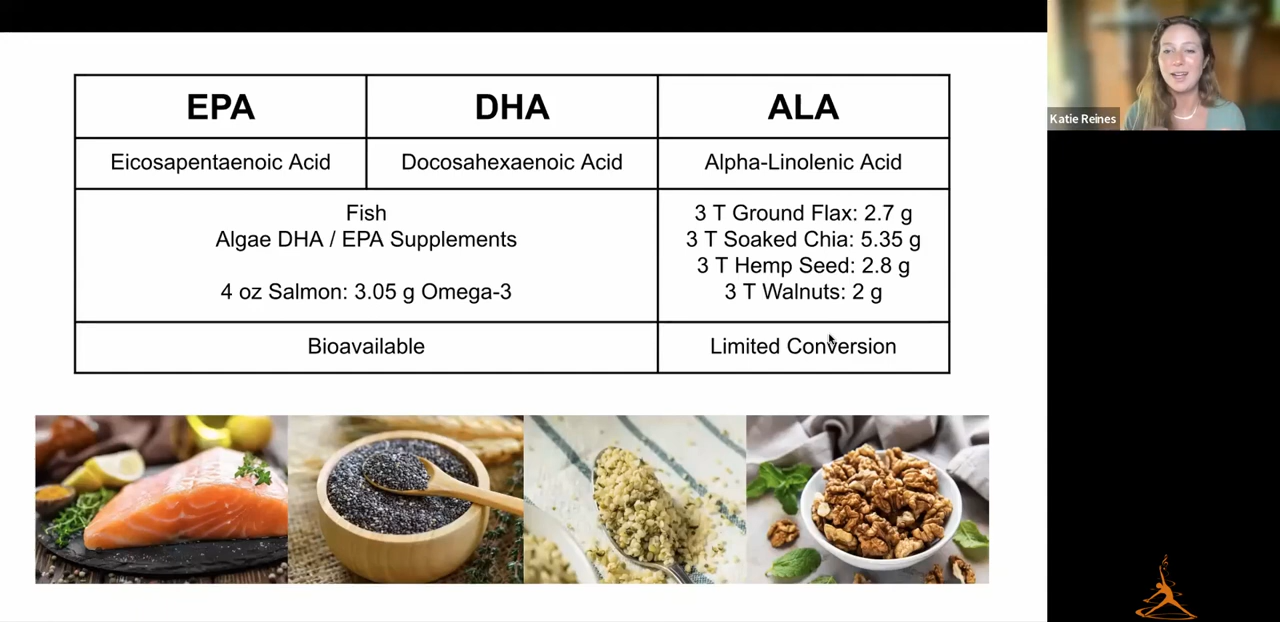 EPA
DHA
ALA
Eicosapentaenoic Acid
Docosahexaenoic Acid
Alpha-Linolenic Acid
Fish
Algae DHA / EPA Supplements
4 oz Salmon: 3.05 g Omega-3
3 T Ground Flax: 2.7 g
3 T Soaked Chia: 5.35 g
3 T Hemp Seed: 2.8 g
3 T Walnuts: 2 g
Bioavailable
Limited Conversion
Katie Reines